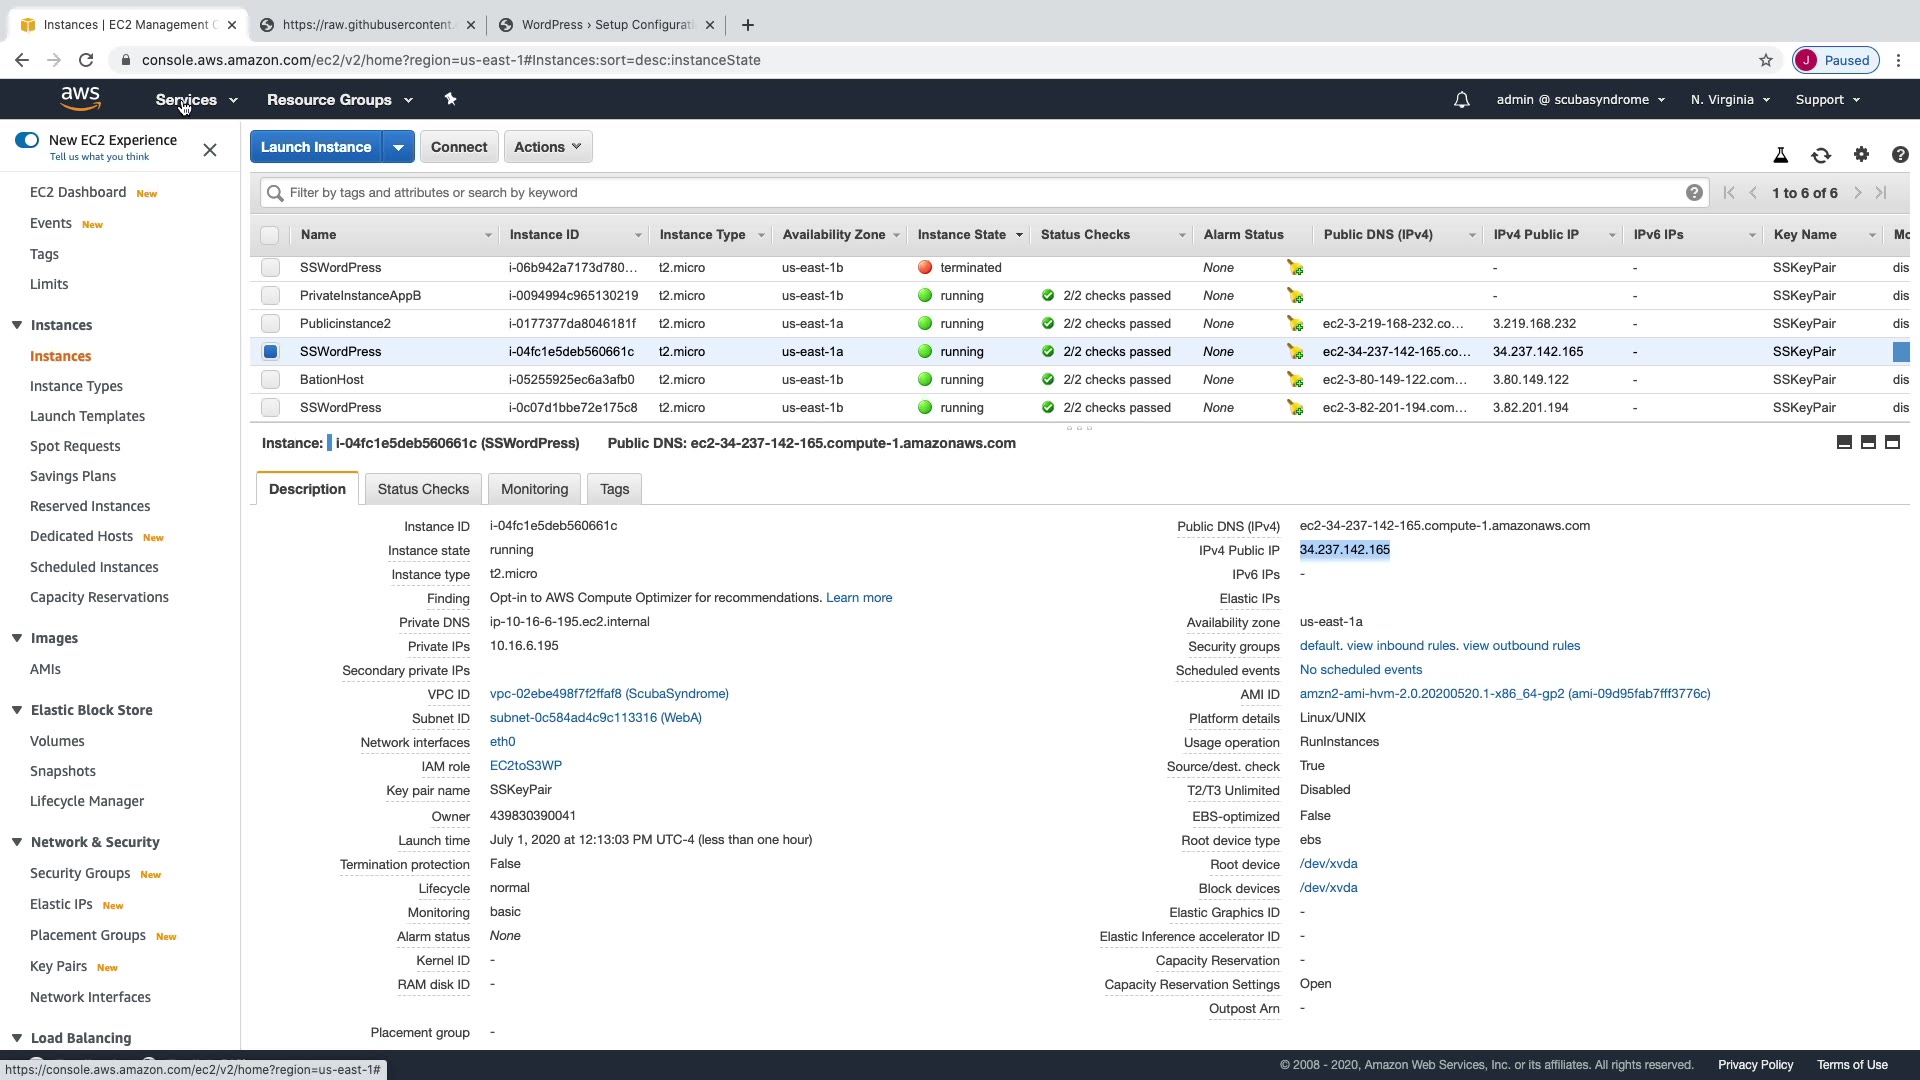 Instances | EC2 Management C
https://raw.githubusercontent.
WordPress › Setup Configurati
console.aws.amazon.com/ec2/v2/home?region=us-east-1#Instances:sort=desc:instanceState
J Paused
aws Services Resource Groups admin @ scubasyndrome N. Virginia Support
New EC2 Experience
Tell us what you think
EC2 Dashboard New
Events New
Tags
Limits
Instances
Instances
Instance Types
Launch Templates
Spot Requests
Savings Plans
Reserved Instances
Dedicated Hosts New
Scheduled Instances
Capacity Reservations
Images
AMIs
Elastic Block Store
Volumes
Snapshots
Lifecycle Manager
Network & Security
Security Groups New
Elastic IPs New
Placement Groups New
Key Pairs New
Network Interfaces
Load Balancing
Launch Instance Connect Actions
Filter by tags and attributes or search by keyword 1 to 6 of 6
Name Instance ID Instance Type Availability Zone Instance State Status Checks Alarm Status Public DNS (IPv4) IPv4 Public IP IPv6 IPs Key Name Mo
SSWordPress i-06b942a7173d780... t2.micro us-east-1b terminated None - - SSKeyPair dis
PrivateInstanceAppB i-0094994c965130219 t2.micro us-east-1b running 2/2 checks passed None - - SSKeyPair dis
Publicinstance2 i-0177377da8046181f t2.micro us-east-1a running 2/2 checks passed None ec2-3-219-168-232.co... 3.219.168.232 - SSKeyPair dis
SSWordPress i-04fc1e5deb560661c t2.micro us-east-1a running 2/2 checks passed None ec2-34-237-142-165.co... 34.237.142.165 - SSKeyPair
BationHost i-05255925ec6a3afb0 t2.micro us-east-1b running 2/2 checks passed None ec2-3-80-149-122.com... 3.80.149.122 - SSKeyPair dis
SSWordPress i-0c07d1bbe72e175c8 t2.micro us-east-1b running 2/2 checks passed None ec2-3-82-201-194.com... 3.82.201.194 - SSKeyPair dis
Instance: i-04fc1e5deb560661c (SSWordPress) Public DNS: ec2-34-237-142-165.compute-1.amazonaws.com
Description Status Checks Monitoring Tags
Instance ID i-04fc1e5deb560661c
Instance state running
Instance type t2.micro
Finding Opt-in to AWS Compute Optimizer for recommendations. Learn more
Private DNS ip-10-16-6-195.ec2.internal
Private IPs 10.16.6.195
Secondary private IPs
VPC ID vpc-02ebe498f7f2ffaf8 (ScubaSyndrome)
Subnet ID subnet-0c584ad4c9c113316 (WebA)
Network interfaces eth0
IAM role EC2toS3WP
Key pair name SSKeyPair
Owner 439830390041
Launch time July 1, 2020 at 12:13:03 PM UTC-4 (less than one hour)
Termination protection False
Lifecycle normal
Monitoring basic
Alarm status None
Kernel ID -
RAM disk ID -
Placement group -
Public DNS (IPv4) ec2-34-237-142-165.compute-1.amazonaws.com
IPv4 Public IP 34.237.142.165
IPv6 IPs -
Elastic IPs
Availability zone us-east-1a
Security groups default. view inbound rules. view outbound rules
Scheduled events No scheduled events
AMI ID amzn2-ami-hvm-2.0.20200520.1-x86_64-gp2 (ami-09d95fab7fff3776c)
Platform details Linux/UNIX
Usage operation RunInstances
Source/dest. check True
T2/T3 Unlimited Disabled
EBS-optimized False
Root device type ebs
Root device /dev/xvda
Block devices /dev/xvda
Elastic Graphics ID -
Elastic Inference accelerator ID -
Capacity Reservation -
Capacity Reservation Settings Open
Outpost Arn -
https://console.aws.amazon.com/ec2/v2/home?region=us-east-1#
© 2008 - 2020, Amazon Web Services, Inc. or its affiliates. All rights reserved. Privacy Policy Terms of Use